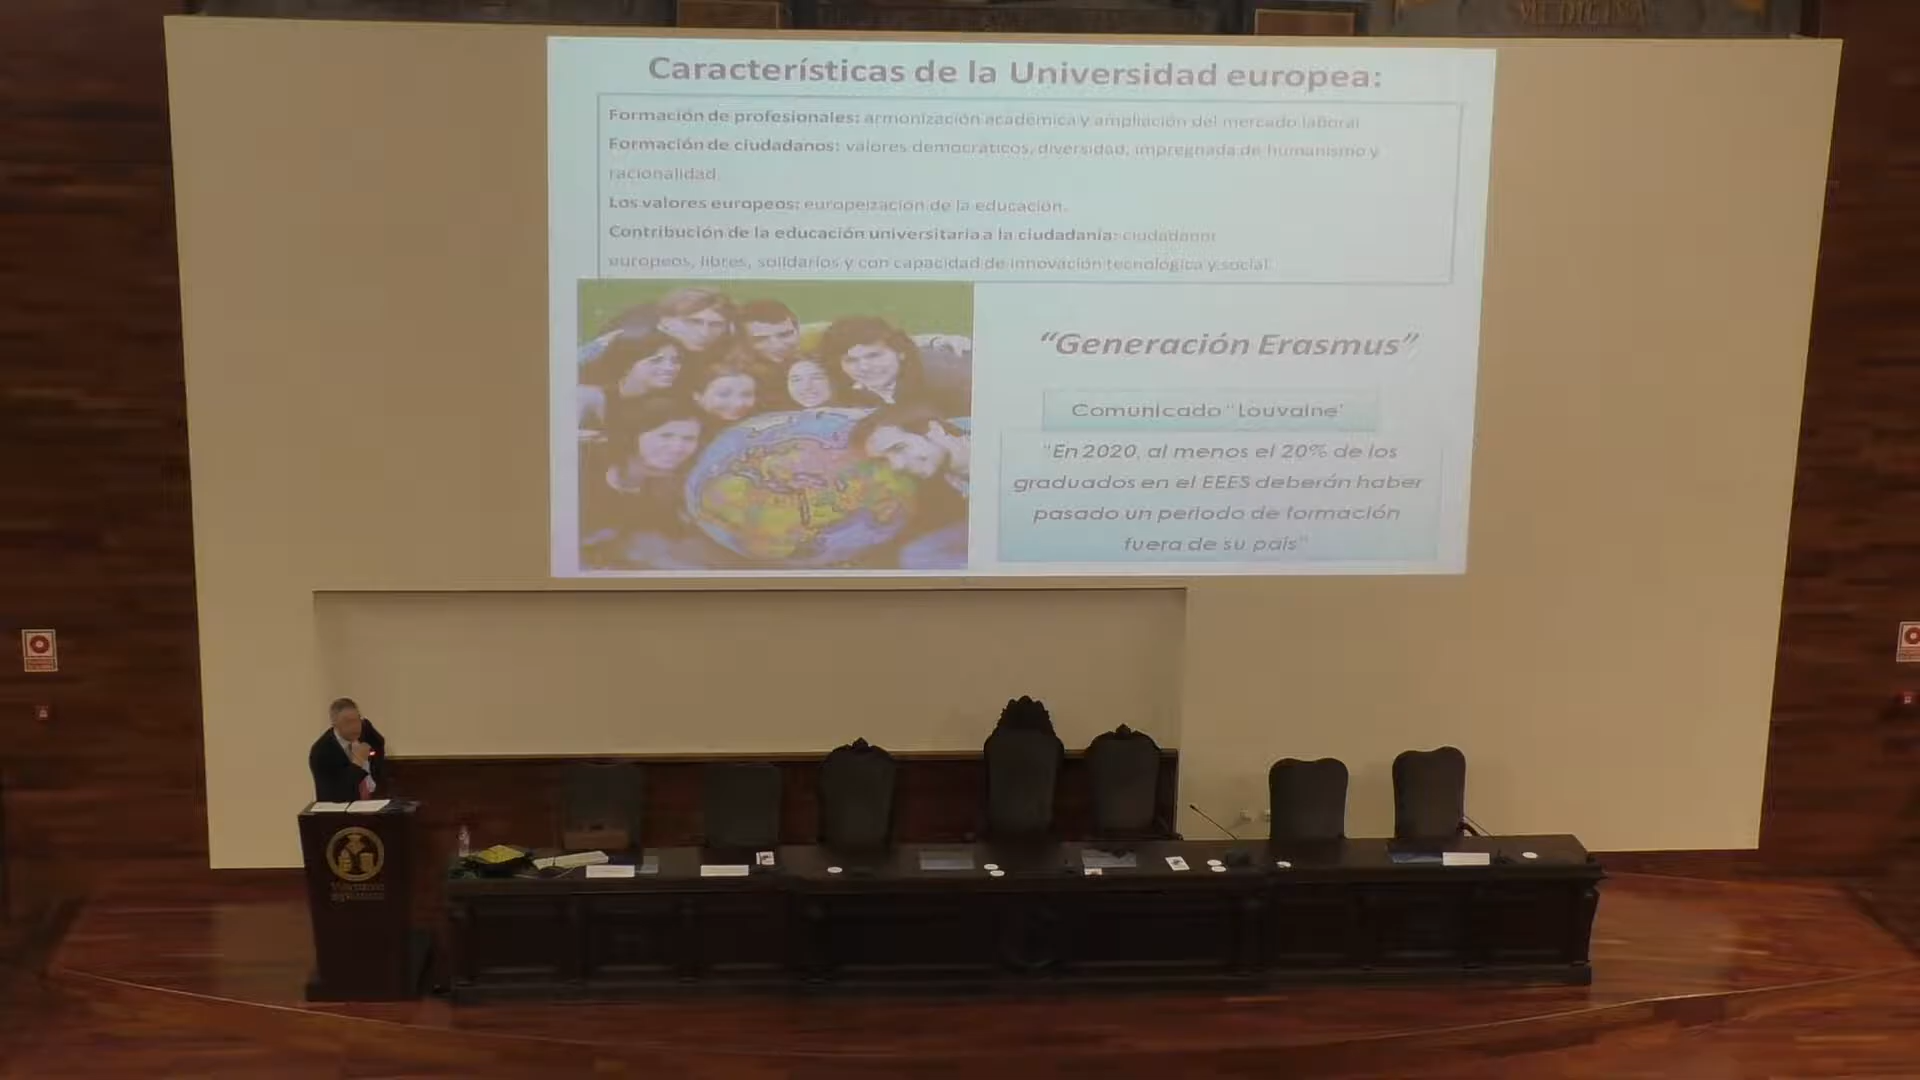 MEDICINA
Características de la Universidad europea:
Formación de profesionales: armonización académica y ampliación del mercado laboral
Formación de ciudadanos: valores democráticos, diversidad, impregnada de humanismo y
racionalidad
Los valores europeos: europeización de la educación.
Contribución de la educación universitaria a la ciudadanía: ciudadanos
europeos, libres, solidarios y con capacidad de innovación tecnológica y social
“Generación Erasmus”
Comunicado “Louvaine”
“En 2020, al menos el 20% de los
graduados en el EEES deberán haber
pasado un periodo de formación
fuera de su país”